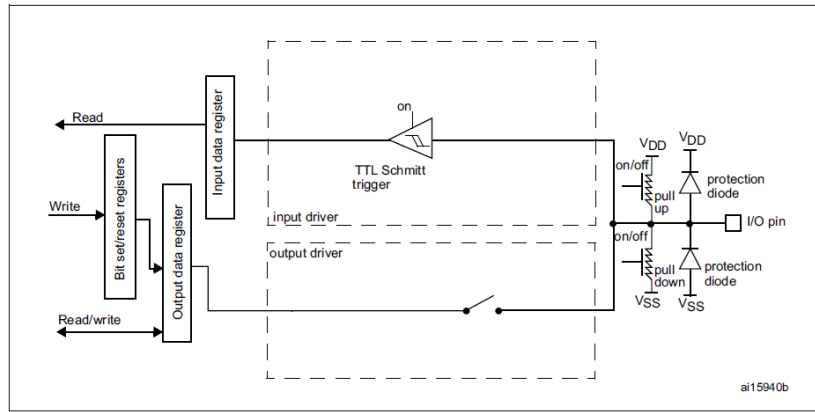 Read
Bit set/reset registers
Write
Read/write
Input data register
Output data register
on
TTL Schmitt
trigger
input driver
output driver
VDD
on/off
pull
up
VDD
protection
diode
I/O pin
on/off
pull
down
VSS
protection
diode
VSS
ai15940b